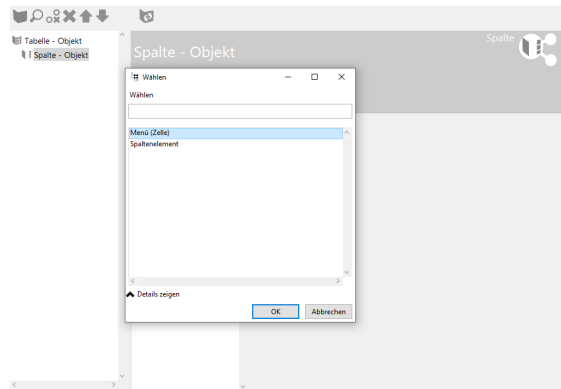 Tabelle - Objekt
Spalte - Objekt
Spalte - Objekt
Spalte
Wählen
Wählen
Menü (Zelle)
Spaltenelement
Details zeigen
OK
Abbrechen